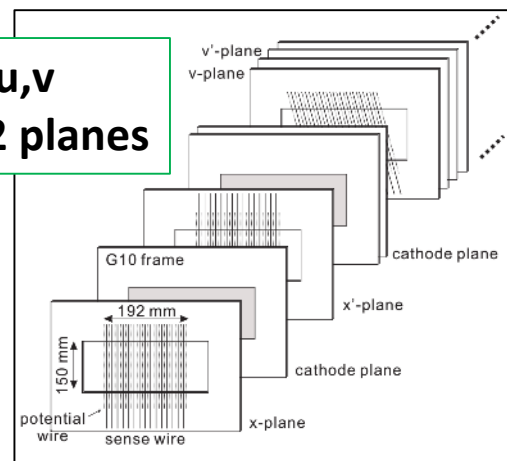 u,v
2 planes
v'-plane
v-plane
cathode plane
G10 frame
x'-plane
192 mm
cathode plane
150 mm
potential
wire
sense wire
x-plane